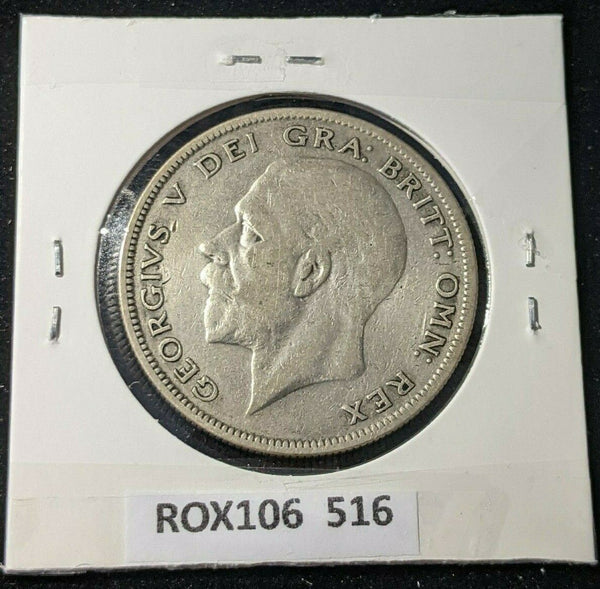 GEORGIVS V DEI GRA: BRITT: OMN: REX
ROX106 516